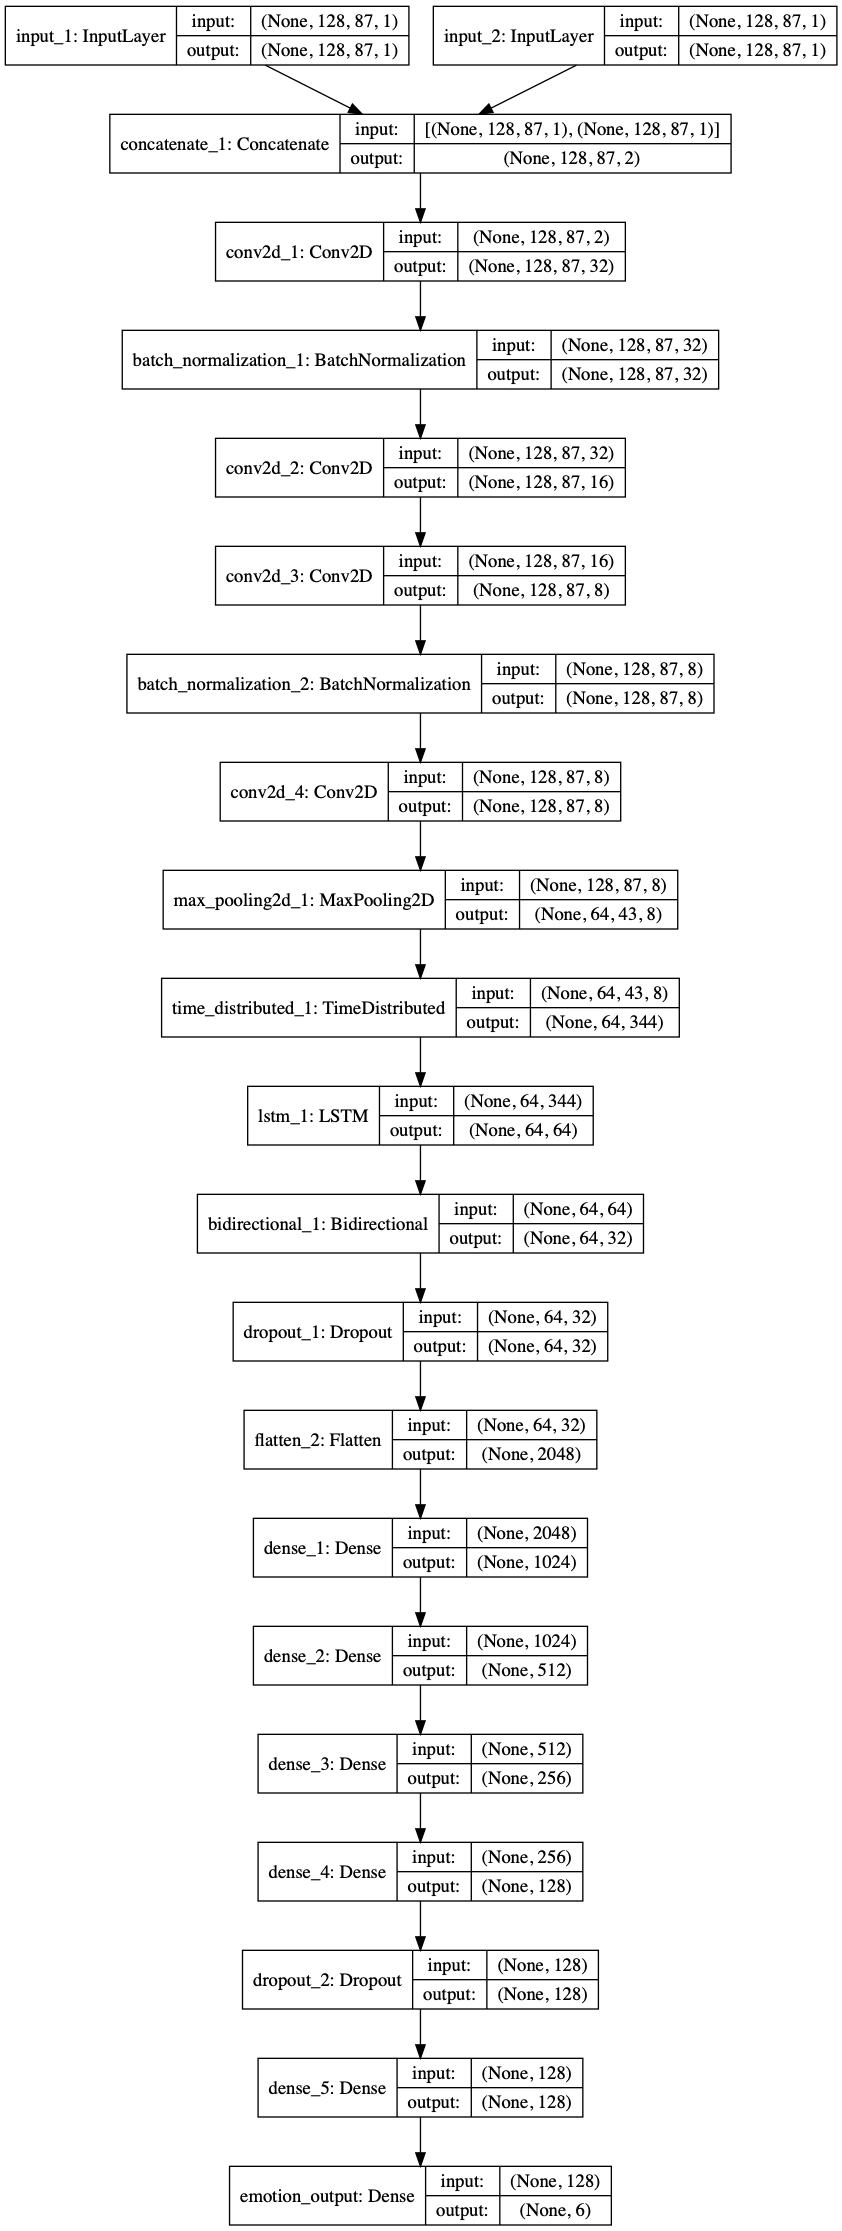 input_1: InputLayer
input: (None, 128, 87, 1)
output: (None, 128, 87, 1)
input_2: InputLayer
input: (None, 128, 87, 1)
output: (None, 128, 87, 1)
concatenate_1: Concatenate
input: [(None, 128, 87, 1), (None, 128, 87, 1)]
output: (None, 128, 87, 2)
conv2d_1: Conv2D
input: (None, 128, 87, 2)
output: (None, 128, 87, 32)
batch_normalization_1: BatchNormalization
input: (None, 128, 87, 32)
output: (None, 128, 87, 32)
conv2d_2: Conv2D
input: (None, 128, 87, 32)
output: (None, 128, 87, 16)
conv2d_3: Conv2D
input: (None, 128, 87, 16)
output: (None, 128, 87, 8)
batch_normalization_2: BatchNormalization
input: (None, 128, 87, 8)
output: (None, 128, 87, 8)
conv2d_4: Conv2D
input: (None, 128, 87, 8)
output: (None, 128, 87, 8)
max_pooling2d_1: MaxPooling2D
input: (None, 128, 87, 8)
output: (None, 64, 43, 8)
time_distributed_1: TimeDistributed
input: (None, 64, 43, 8)
output: (None, 64, 344)
lstm_1: LSTM
input: (None, 64, 344)
output: (None, 64, 64)
bidirectional_1: Bidirectional
input: (None, 64, 64)
output: (None, 64, 32)
dropout_1: Dropout
input: (None, 64, 32)
output: (None, 64, 32)
flatten_2: Flatten
input: (None, 64, 32)
output: (None, 2048)
dense_1: Dense
input: (None, 2048)
output: (None, 1024)
dense_2: Dense
input: (None, 1024)
output: (None, 512)
dense_3: Dense
input: (None, 512)
output: (None, 256)
dense_4: Dense
input: (None, 256)
output: (None, 128)
dropout_2: Dropout
input: (None, 128)
output: (None, 128)
dense_5: Dense
input: (None, 128)
output: (None, 128)
emotion_output: Dense
input: (None, 128)
output: (None, 6)